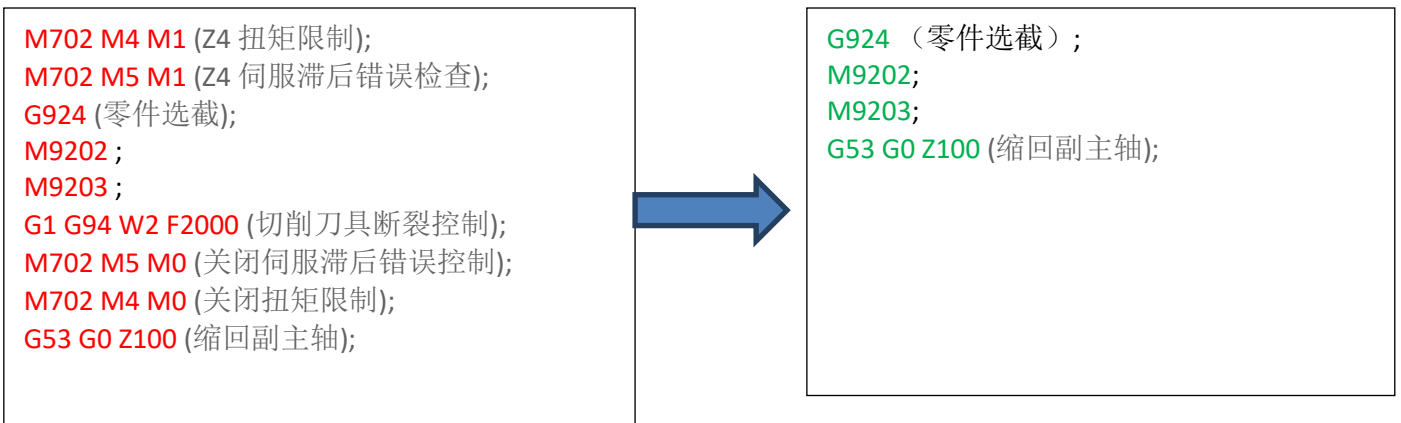 M702 M4 M1 (Z4 扭矩限制);
M702 M5 M1 (Z4 伺服滞后错误检查);
G924 (零件选截);
M9202 ;
M9203 ;
G1 G94 W2 F2000 (切削刀具断裂控制);
M702 M5 M0 (关闭伺服滞后错误控制);
M702 M4 M0 (关闭扭矩限制);
G53 G0 Z100 (缩回副主轴);
G924 （零件选截）;
M9202;
M9203;
G53 G0 Z100 (缩回副主轴);